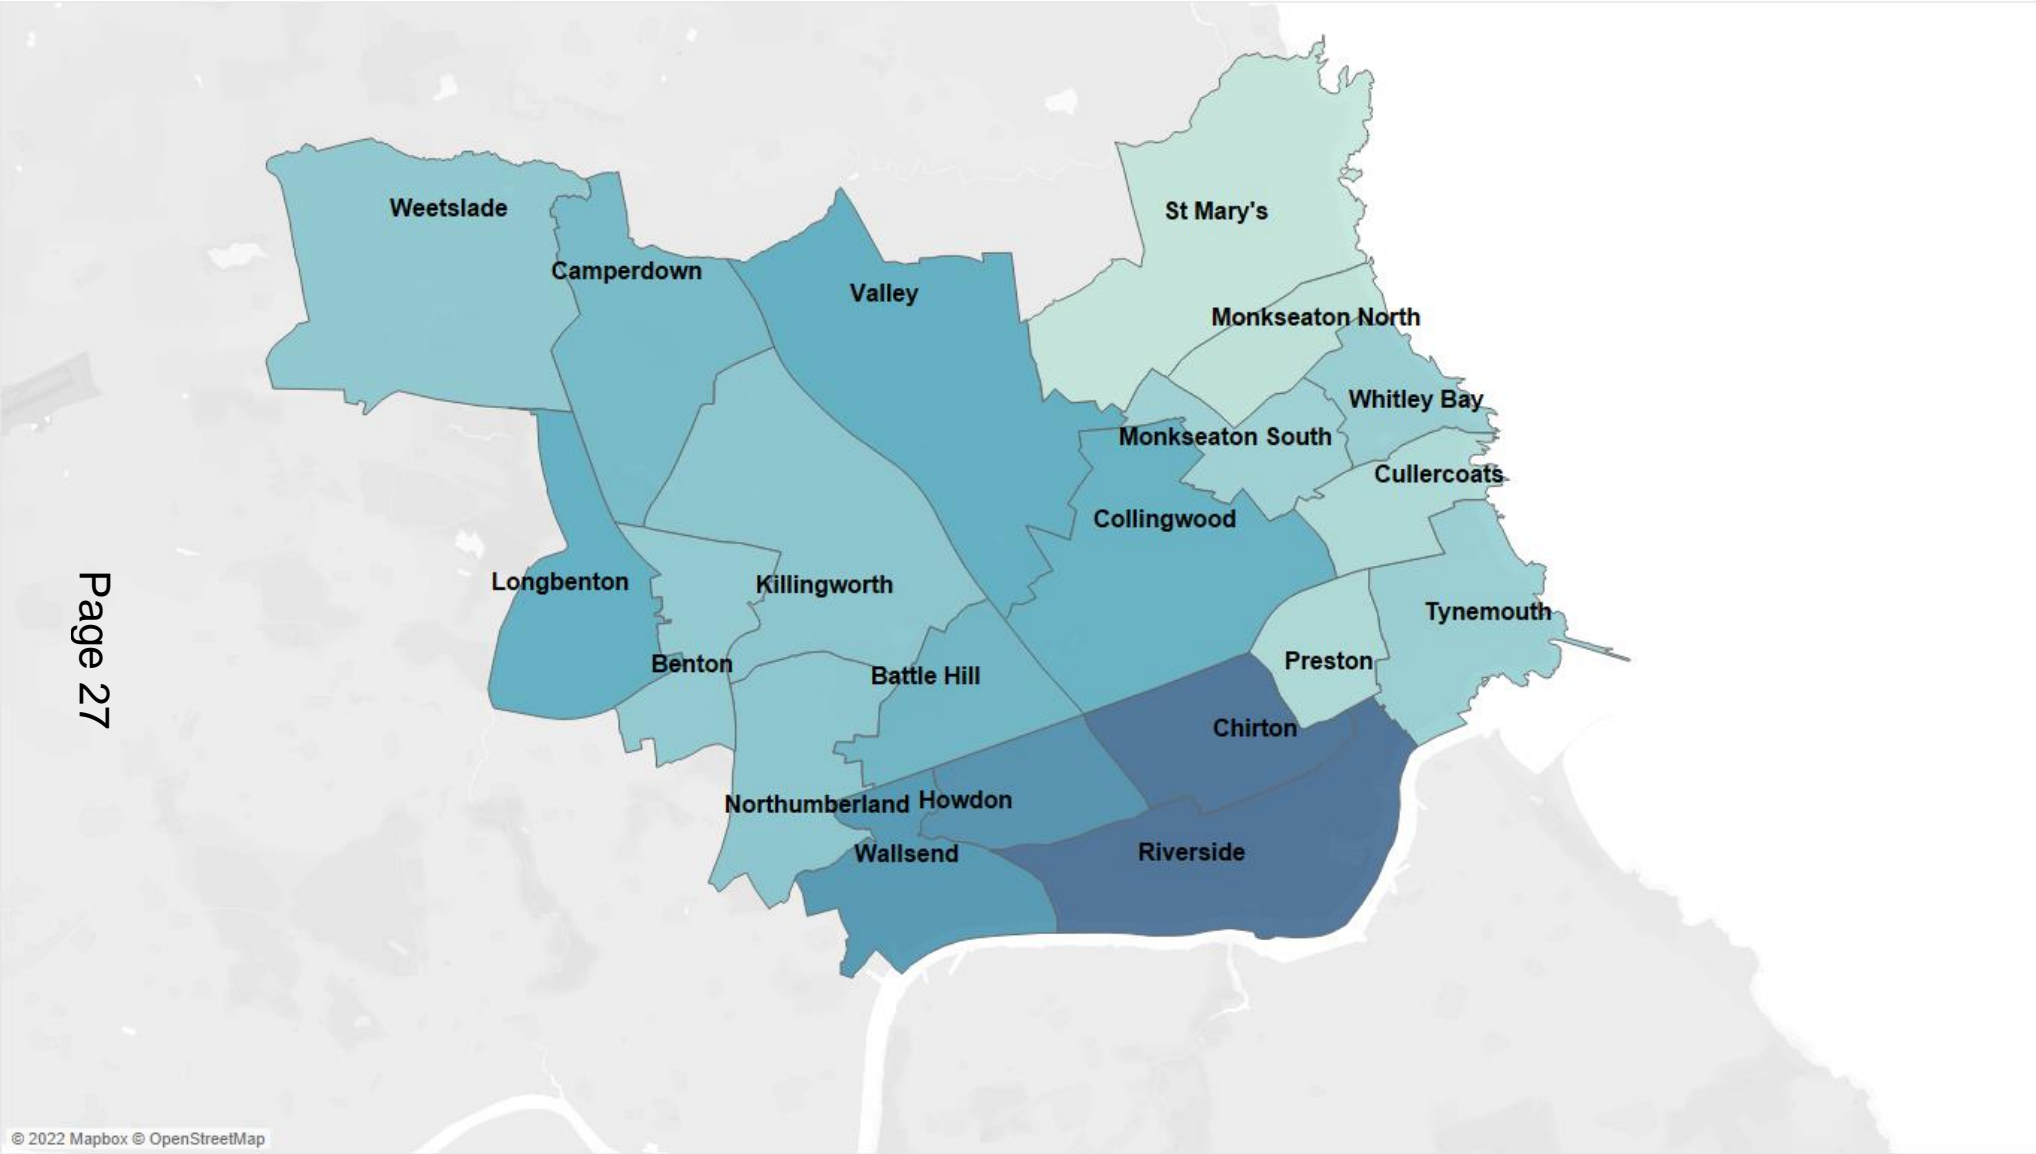 Weetslade
St Mary's
Camperdown
Valley
Monkseaton North
Whitley Bay
Monkseaton South
Cullercoats
Collingwood
Longbenton
Killingworth
Tynemouth
Benton
Battle Hill
Preston
Chirton
Northumberland
Howdon
Wallsend
Riverside
Page 27
© 2022 Mapbox © OpenStreetMap